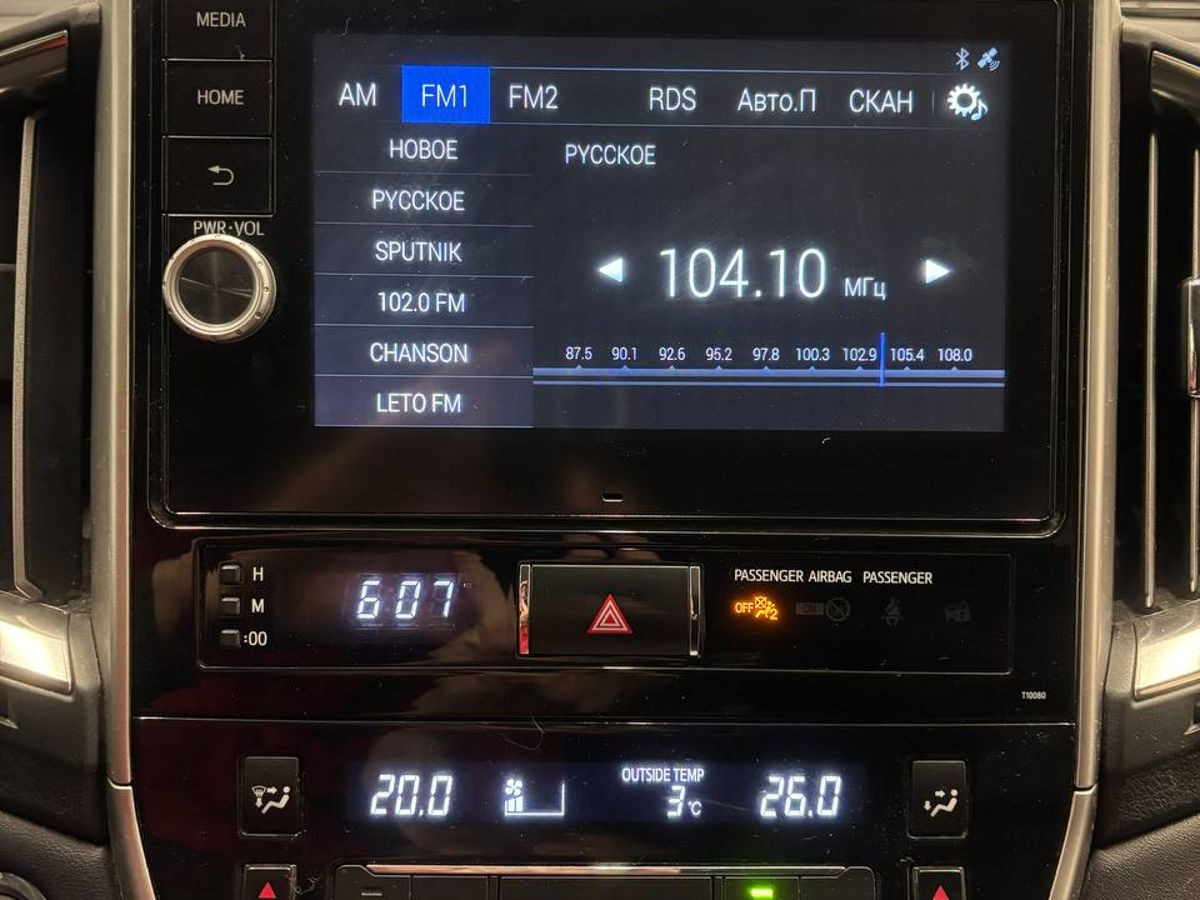 MEDIA
AM FM1 FM2 RDS Авто.П СКАН
HOME
НОВОЕ
РУССКОЕ
РУССКОЕ
SPUTNIK
PWR·VOL
104.10 МГц
102.0 FM
CHANSON
87.5 90.1 92.6 95.2 97.8 100.3 102.9 105.4 108.0
LETO FM
H
M
:00
607
PASSENGER AIRBAG PASSENGER
OFF
T10080
20.0
OUTSIDE TEMP
3°C
26.0